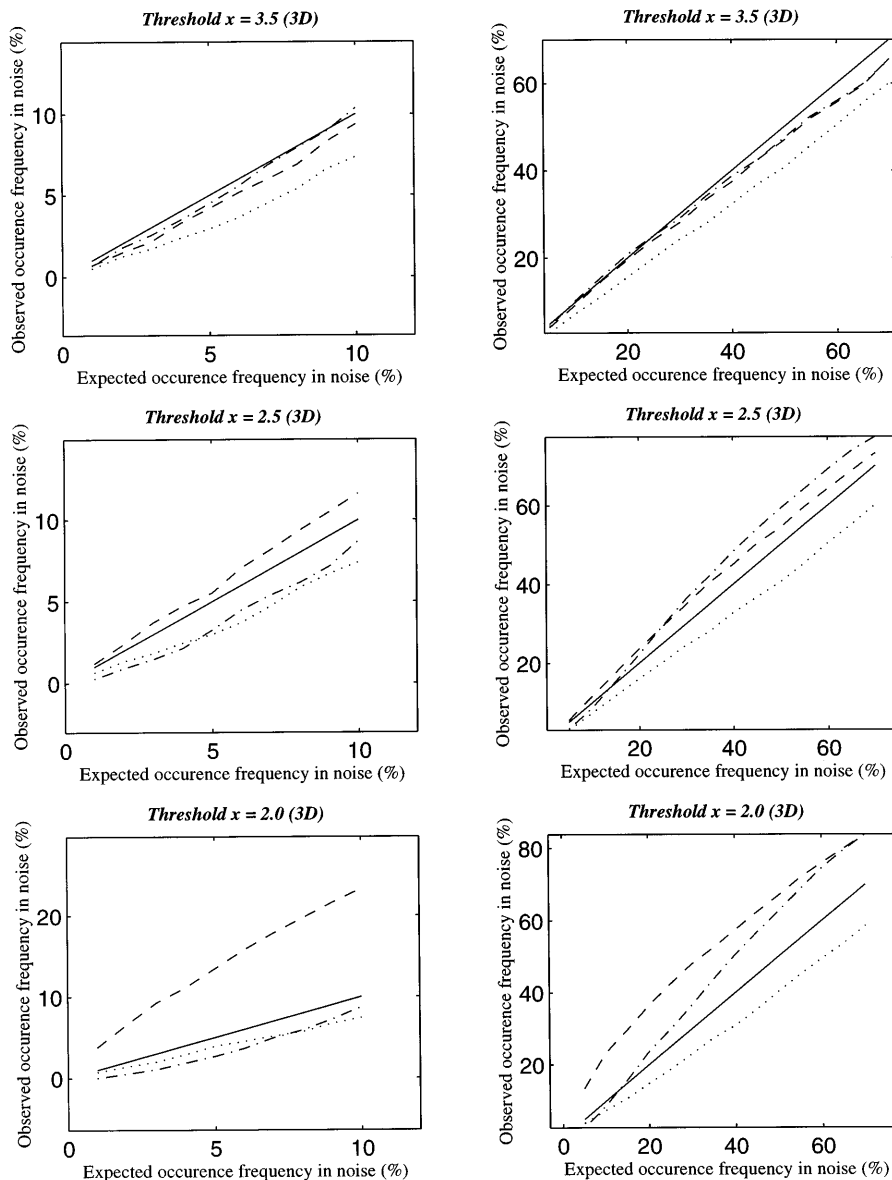 Threshold x = 3.5 (3D)
Observed occurence frequency in noise (%)
10
5
0
0 5 10
Expected occurence frequency in noise (%)
Threshold x = 3.5 (3D)
Observed occurence frequency in noise (%)
60
40
20
20 40 60
Expected occurence frequency in noise (%)
Threshold x = 2.5 (3D)
Observed occurence frequency in noise (%)
10
5
0
0 5 10
Expected occurence frequency in noise (%)
Threshold x = 2.5 (3D)
Observed occurence frequency in noise (%)
60
40
20
20 40 60
Expected occurence frequency in noise (%)
Threshold x = 2.0 (3D)
Observed occurence frequency in noise (%)
20
10
0
0 5 10
Expected occurence frequency in noise (%)
Threshold x = 2.0 (3D)
Observed occurence frequency in noise (%)
80
60
40
20
0 20 40 60
Expected occurence frequency in noise (%)